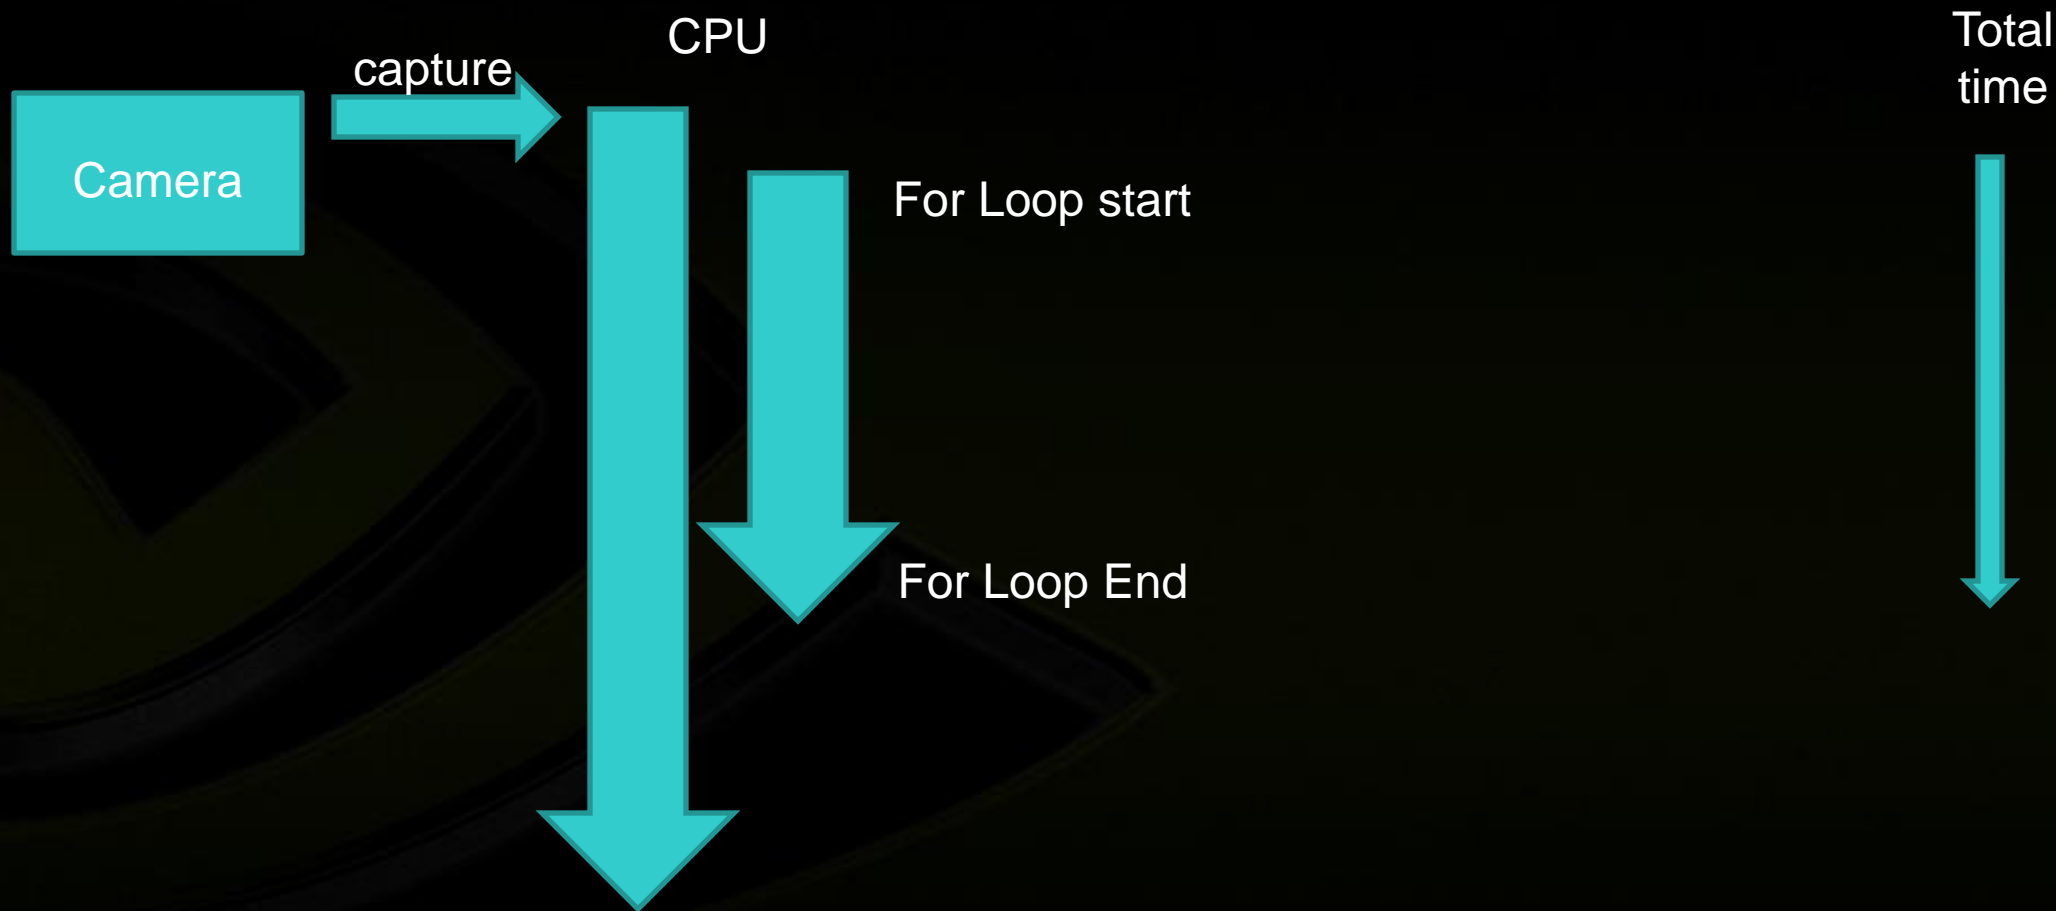 CPU
Total
time
capture
Camera
For Loop start
For Loop End